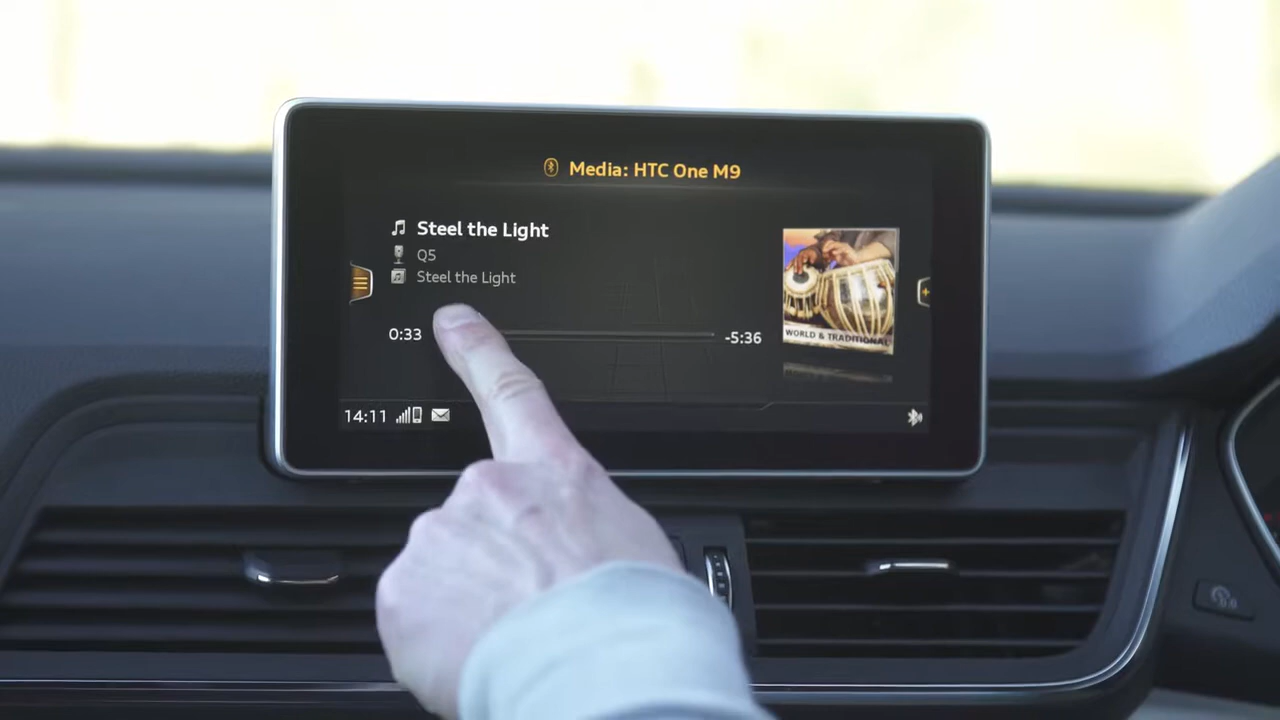 Media: HTC One M9
Steel the Light
Q5
Steel the Light
0:33
-5:36
WORLD & TRADITIONAL
14:11